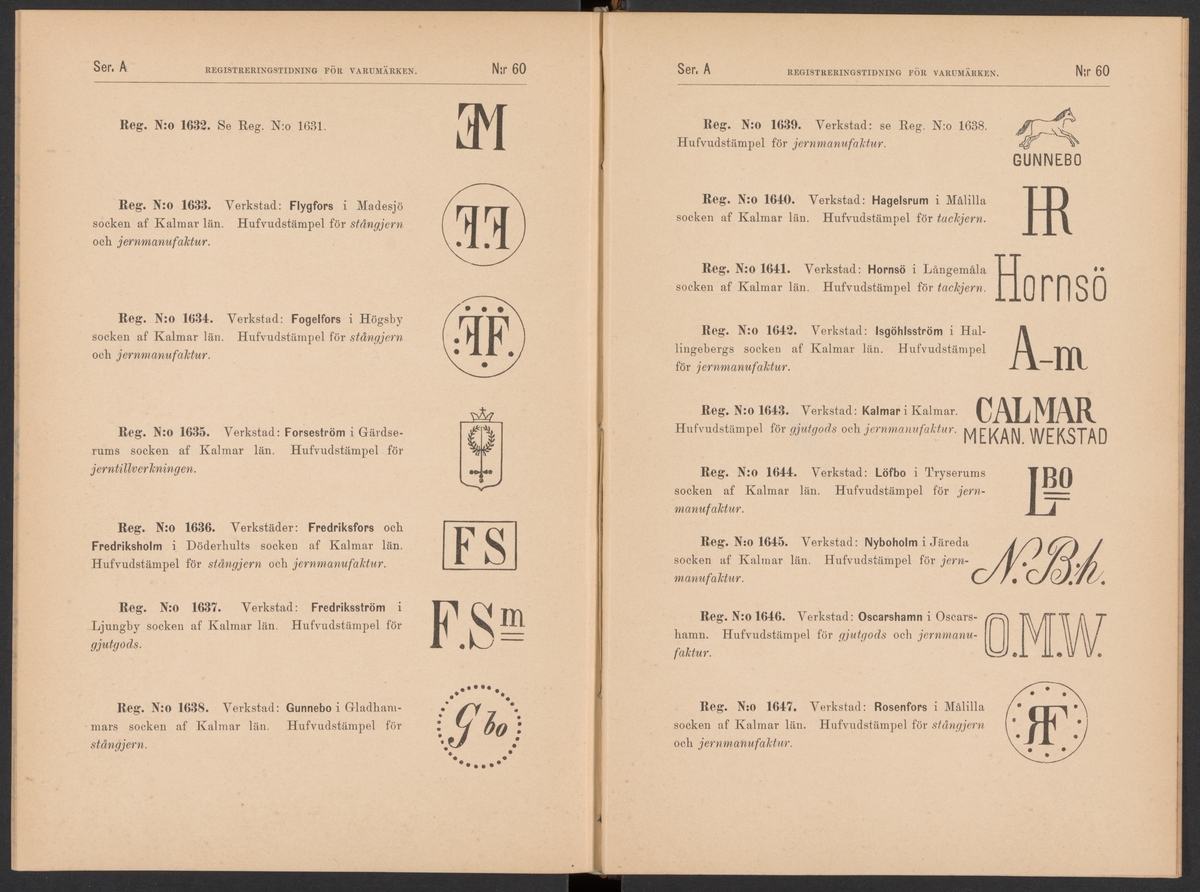 Ser. A REGISTRERINGSTIDNING FÖR VARUMÄRKEN. N:r 60
Reg. N:o 1632. Se Reg. N:o 1631.
EM
Reg. N:o 1633. Verkstad: Flygfors i Madesjö
socken af Kalmar län. Hufvudstämpel för stångjern
och jernmanufaktur.
.F.F.
Reg. N:o 1634. Verkstad: Fogelfors i Högsby
socken af Kalmar län. Hufvudstämpel för stångjern
och jernmanufaktur.
FF.
Reg. N:o 1635. Verkstad: Forseström i Gärdse-
rums socken af Kalmar län. Hufvudstämpel för
jerntillverkningen.
Reg. N:o 1636. Verkstäder: Fredriksfors och
Fredriksholm i Döderhults socken af Kalmar län.
Hufvudstämpel för stångjern och jernmanufaktur.
FS
Reg. N:o 1637. Verkstad: Fredriksström i
Ljungby socken af Kalmar län. Hufvudstämpel för
gjutgods.
F.Sm
Reg. N:o 1638. Verkstad: Gunnebo i Gladham-
mars socken af Kalmar län. Hufvudstämpel för
stångjern.
Gbo
Ser. A REGISTRERINGSTIDNING FÖR VARUMÄRKEN. N:r 60
Reg. N:o 1639. Verkstad: se Reg. N:o 1638.
Hufvudstämpel för jernmanufaktur.
GUNNEBO
Reg. N:o 1640. Verkstad: Hagelsrum i Målilla
socken af Kalmar län. Hufvudstämpel för tackjern.
HR
Reg. N:o 1641. Verkstad: Hornsö i Långemåla
socken af Kalmar län. Hufvudstämpel för tackjern.
Hornsö
Reg. N:o 1642. Verkstad: Isgöhlsström i Hal-
lingebergs socken af Kalmar län. Hufvudstämpel
för jernmanufaktur.
A-m
Reg. N:o 1643. Verkstad: Kalmar i Kalmar.
Hufvudstämpel för gjutgods och jernmanufaktur.
CALMAR
MEKAN. WEKSTAD
Reg. N:o 1644. Verkstad: Löfbo i Tryserums
socken af Kalmar län. Hufvudstämpel för jern-
manufaktur.
LBO
Reg. N:o 1645. Verkstad: Nyboholm i Järeda
socken af Kalmar län. Hufvudstämpel för jern-
manufaktur.
N:B:h.
Reg. N:o 1646. Verkstad: Oscarshamn i Oscars-
hamn. Hufvudstämpel för gjutgods och jernmanu-
faktur.
O.M.W.
Reg. N:o 1647. Verkstad: Rosenfors i Målilla
socken af Kalmar län. Hufvudstämpel för stångjern
och jernmanufaktur.
RF